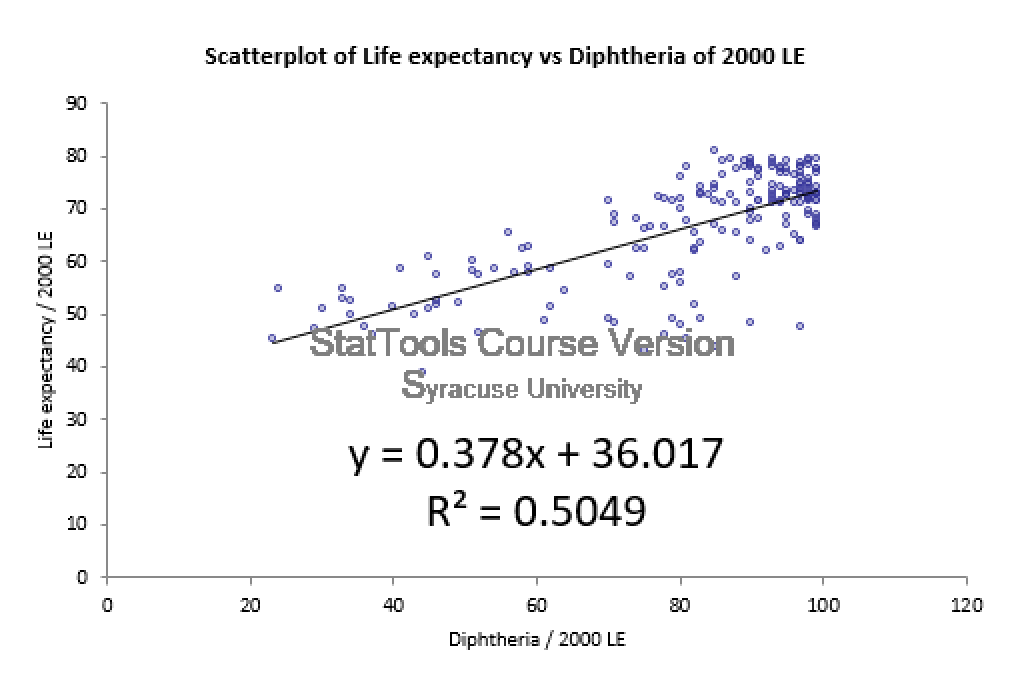 Scatterplot of Life expectancy vs Diphtheria of 2000 LE
90
80
70
60
50
40
30
20
10
0
Life expectancy / 2000 LE
StatTools Course Version
Syracuse University
y = 0.378x + 36.017
R² = 0.5049
0 20 40 60 80 100 120
Diphtheria / 2000 LE